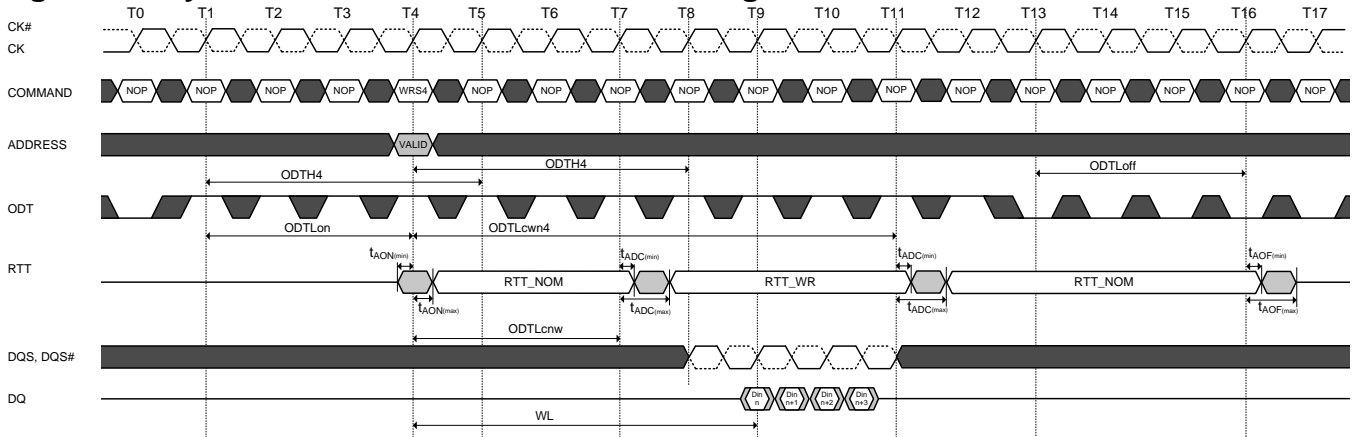 T0 T1 T2 T3 T4 T5 T6 T7 T8 T9 T10 T11 T12 T13 T14 T15 T16 T17
CK#
CK
COMMAND NOP NOP NOP NOP WRS4 NOP NOP NOP NOP NOP NOP NOP NOP NOP NOP NOP NOP NOP
ADDRESS VALID
ODTH4 ODTH4 ODTLoff
ODT
ODTLon ODTLcwn4
tAON(min) tADC(min) tADC(min) tAOF(min)
RTT RTT_NOM RTT_WR RTT_NOM
tAON(max) tADC(max) tADC(max) tAOF(max)
ODTLcnw
DQS, DQS#
DQ Din n Din n+1 Din n+2 Din n+3
WL